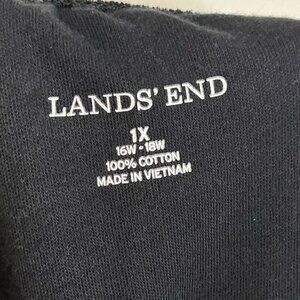 LANDS' END
1X
16W - 18W
100% COTTON
MADE IN VIETNAM